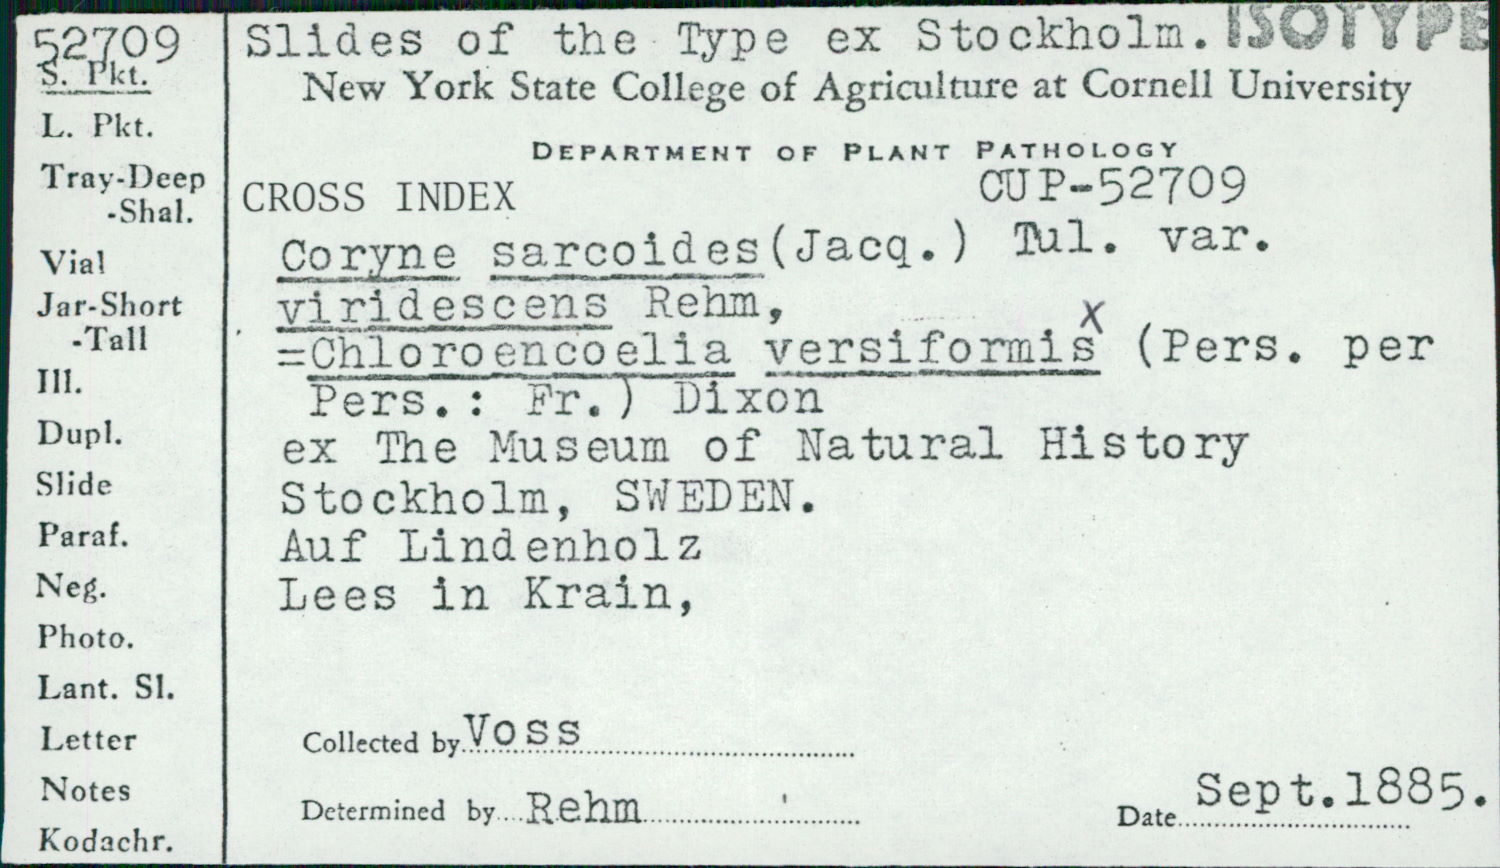 52709
S. Pkt.
L. Pkt.
Tray-Deep
-Shal.
Vial
Jar-Short
-Tall
Ill.
Dupl.
Slide
Paraf.
Neg.
Photo.
Lant. Sl.
Letter
Notes
Kodachr.
Slides of the Type ex Stockholm. ISOTYPE
New York State College of Agriculture at Cornell University
DEPARTMENT OF PLANT PATHOLOGY
CROSS INDEX CUP-52709
Coryne sarcoides(Jacq.) Tul. var.
viridescens Rehm,
X
=Chloroencoelia versiformis (Pers. per
Pers.: Fr.) Dixon
ex The Museum of Natural History
Stockholm, SWEDEN.
Auf Lindenholz
Lees in Krain,
Collected by Voss
Determined by Rehm
Date Sept.1885.